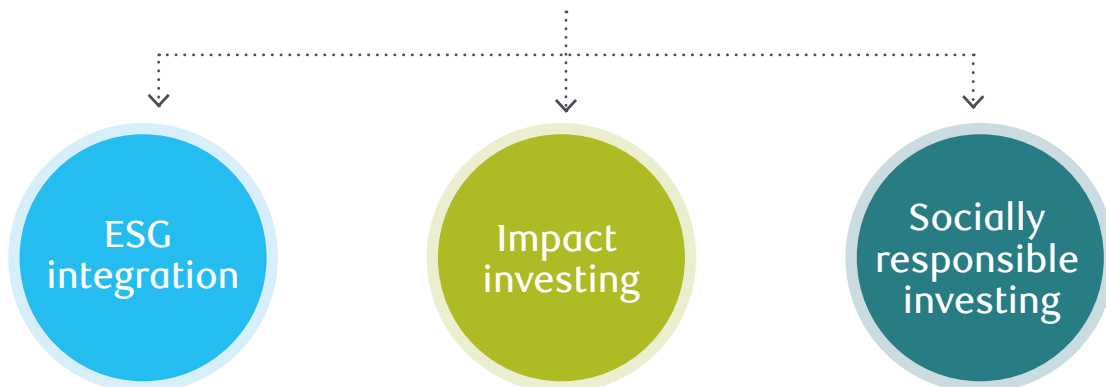 ESG
integration
Impact
investing
Socially
responsible
investing